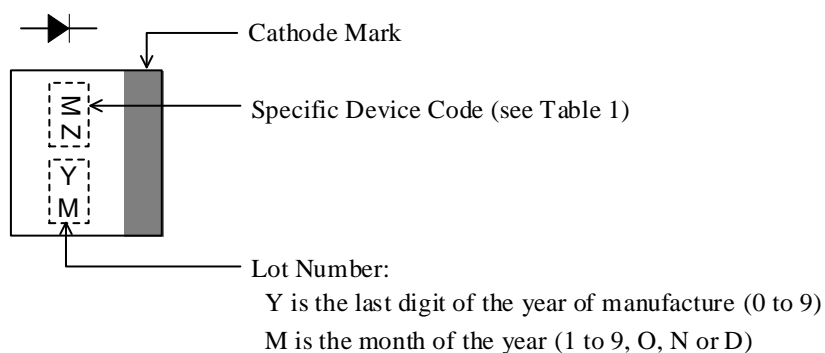 Cathode Mark
Specific Device Code (see Table 1)
MZ
Y
M
Lot Number:
Y is the last digit of the year of manufacture (0 to 9)
M is the month of the year (1 to 9, O, N or D)